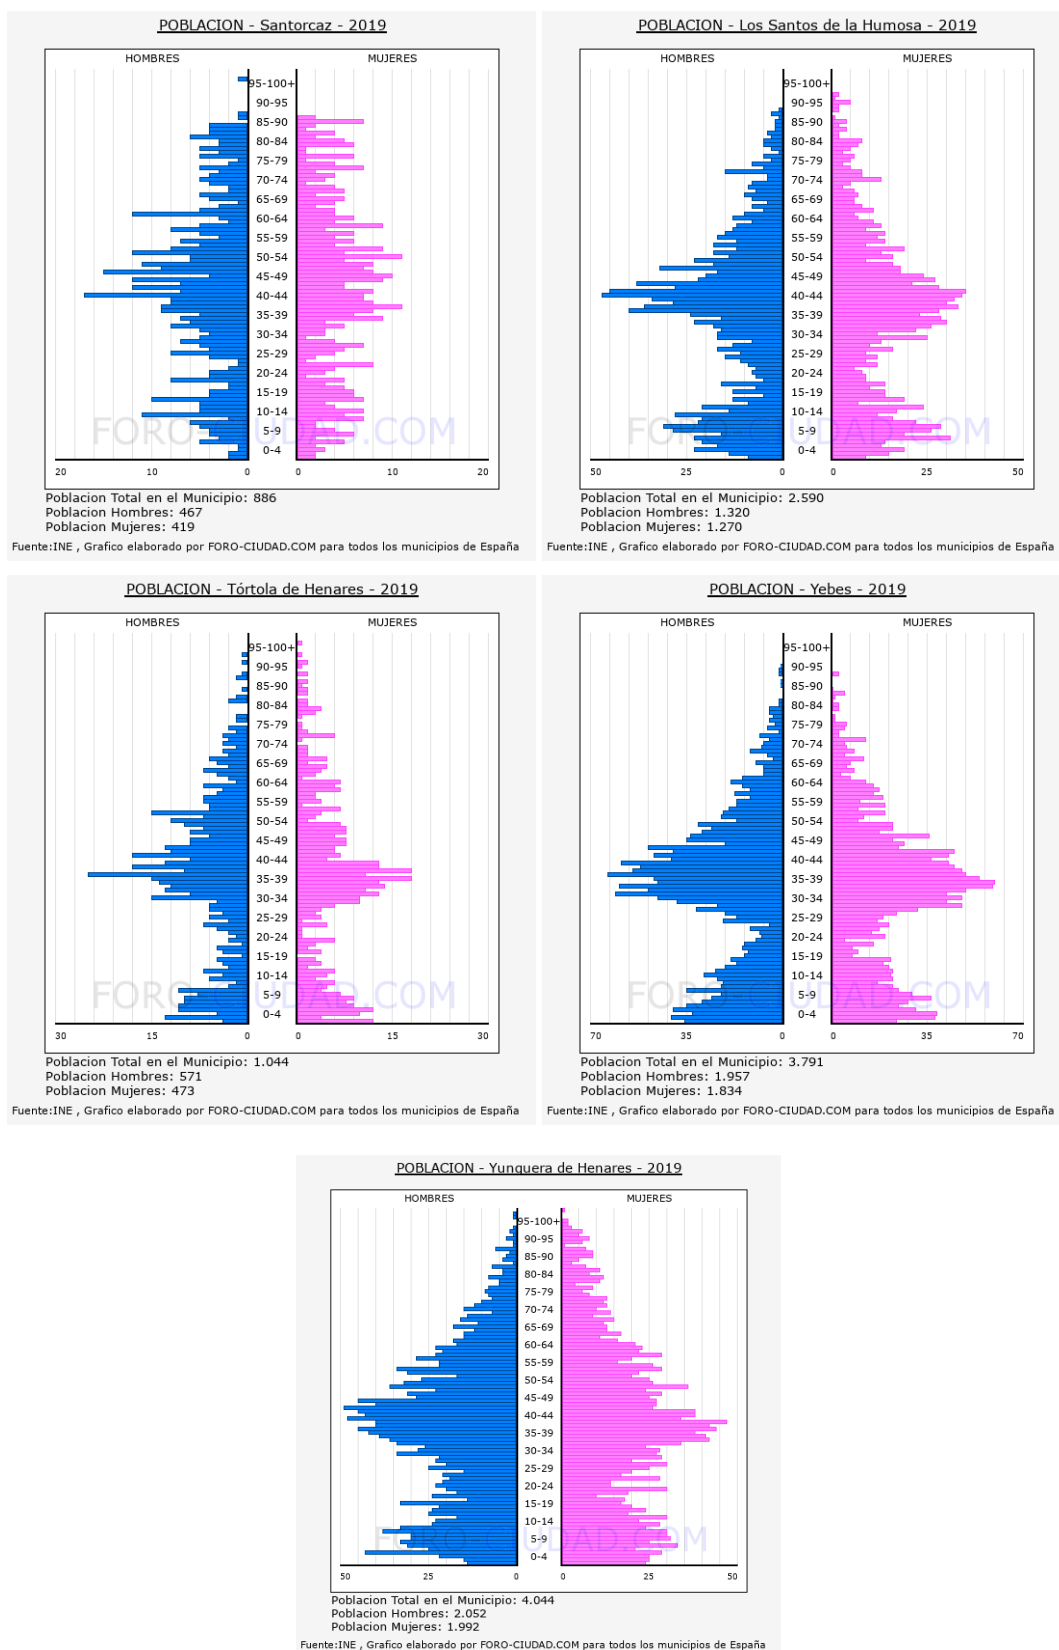 POBLACION - Santorcaz - 2019
HOMBRES MUJERES
95-100+
90-95
85-90
80-84
75-79
70-74
65-69
60-64
55-59
50-54
45-49
40-44
35-39
30-34
25-29
20-24
15-19
10-14
5-9
0-4
FORO-CIUDAD.COM
20 10 0 0 10 20
Poblacion Total en el Municipio: 886
Poblacion Hombres: 467
Poblacion Mujeres: 419
Fuente:INE , Grafico elaborado por FORO-CIUDAD.COM para todos los municipios de España
POBLACION - Los Santos de la Humosa - 2019
HOMBRES MUJERES
95-100+
90-95
85-90
80-84
75-79
70-74
65-69
60-64
55-59
50-54
45-49
40-44
35-39
30-34
25-29
20-24
15-19
10-14
5-9
0-4
FORO-CIUDAD.COM
50 25 0 0 25 50
Poblacion Total en el Municipio: 2.590
Poblacion Hombres: 1.320
Poblacion Mujeres: 1.270
Fuente:INE , Grafico elaborado por FORO-CIUDAD.COM para todos los municipios de España
POBLACION - Tórtola de Henares - 2019
HOMBRES MUJERES
95-100+
90-95
85-90
80-84
75-79
70-74
65-69
60-64
55-59
50-54
45-49
40-44
35-39
30-34
25-29
20-24
15-19
10-14
5-9
0-4
FORO-CIUDAD.COM
30 15 0 0 15 30
Poblacion Total en el Municipio: 1.044
Poblacion Hombres: 571
Poblacion Mujeres: 473
Fuente:INE , Grafico elaborado por FORO-CIUDAD.COM para todos los municipios de España
POBLACION - Yebes - 2019
HOMBRES MUJERES
95-100+
90-95
85-90
80-84
75-79
70-74
65-69
60-64
55-59
50-54
45-49
40-44
35-39
30-34
25-29
20-24
15-19
10-14
5-9
0-4
FORO-CIUDAD.COM
70 35 0 0 35 70
Poblacion Total en el Municipio: 3.791
Poblacion Hombres: 1.957
Poblacion Mujeres: 1.834
Fuente:INE , Grafico elaborado por FORO-CIUDAD.COM para todos los municipios de España
POBLACION - Yunquera de Henares - 2019
HOMBRES MUJERES
95-100+
90-95
85-90
80-84
75-79
70-74
65-69
60-64
55-59
50-54
45-49
40-44
35-39
30-34
25-29
20-24
15-19
10-14
5-9
0-4
FORO-CIUDAD.COM
50 25 0 0 25 50
Poblacion Total en el Municipio: 4.044
Poblacion Hombres: 2.052
Poblacion Mujeres: 1.992
Fuente:INE , Grafico elaborado por FORO-CIUDAD.COM para todos los municipios de España